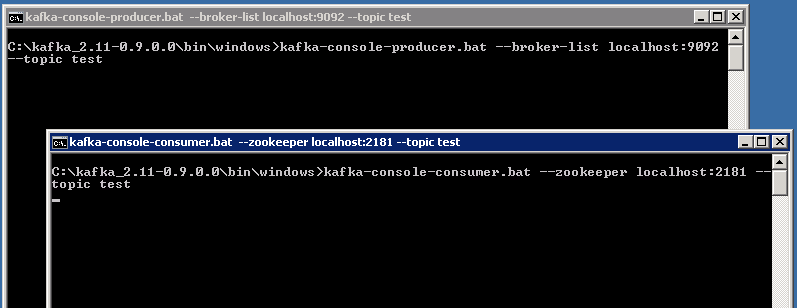 kafka-console-producer.bat --broker-list localhost:9092 --topic test
C:\kafka_2.11-0.9.0.0\bin\windows>kafka-console-producer.bat --broker-list localhost:9092
--topic test
kafka-console-consumer.bat --zookeeper localhost:2181 --topic test
C:\kafka_2.11-0.9.0.0\bin\windows>kafka-console-consumer.bat --zookeeper localhost:2181 --
topic test